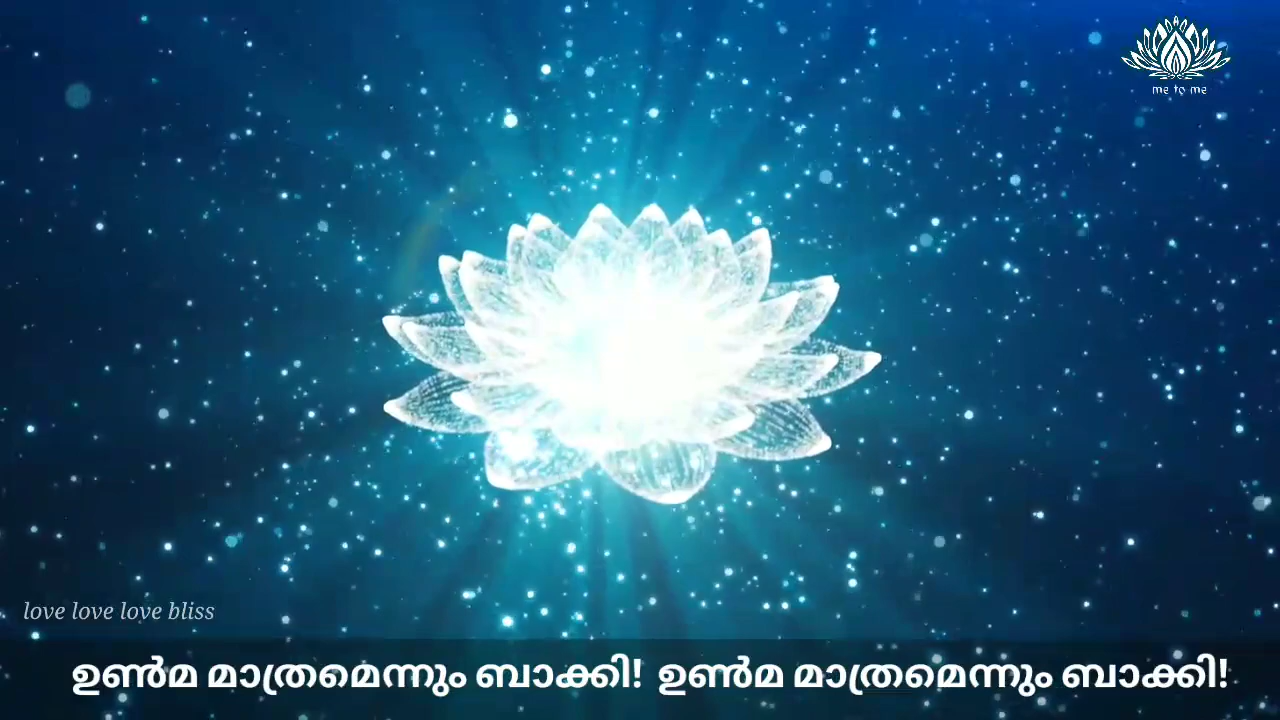 me to me
love love love bliss
ഉൺമ മാത്രമെന്നും ബാക്കി! ഉൺമ മാത്രമെന്നും ബാക്കി!